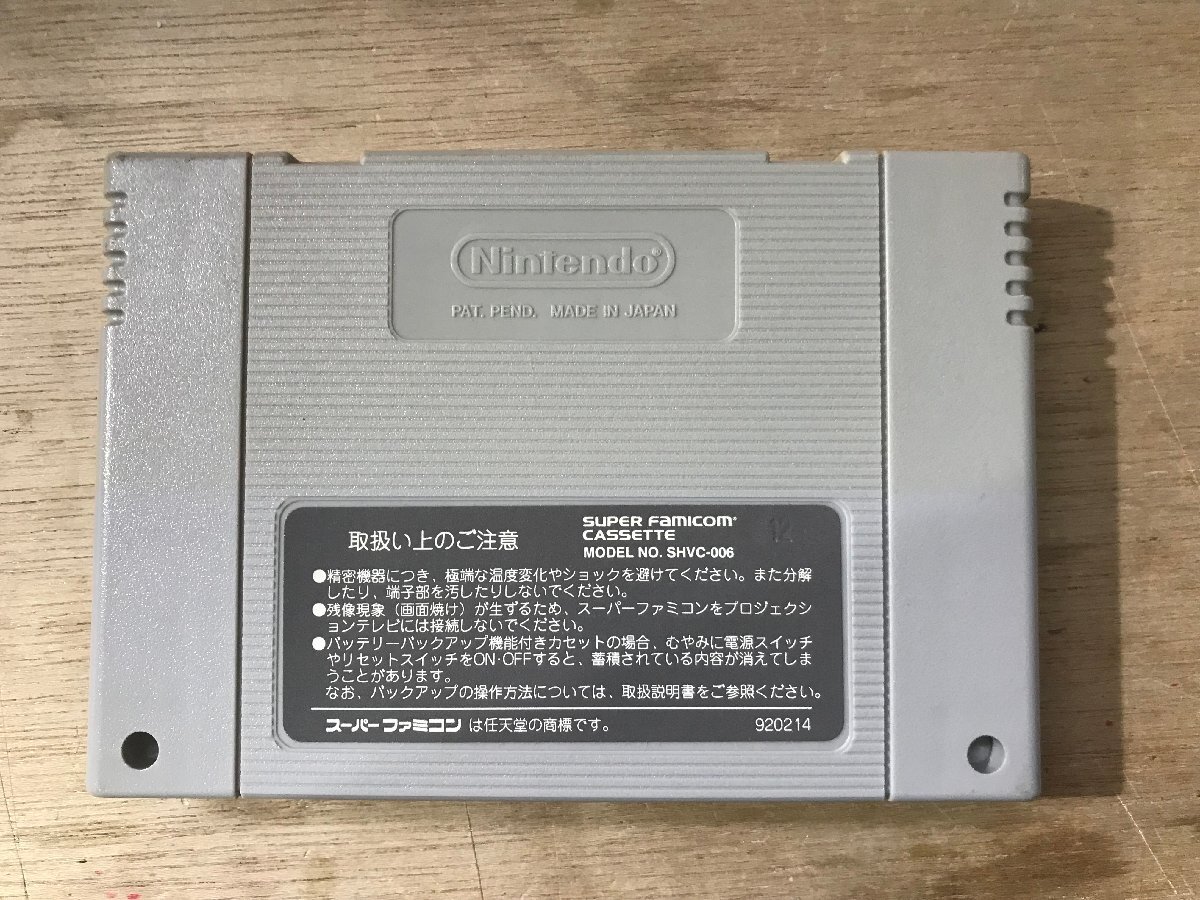 Nintendo®
PAT. PEND. MADE IN JAPAN
取扱い上のご注意
SUPER FAMICOM®
CASSETTE
MODEL NO. SHVC-006
12
●精密機器につき、極端な温度変化やショックを避けてください。また分解
したり、端子部を汚したりしないでください。
●残像現象（画面焼け）が生ずるため、スーパーファミコンをプロジェクシ
ョンテレビには接続しないでください。
●バッテリーバックアップ機能付きカセットの場合、むやみに電源スイッチ
やリセットスイッチをON·OFFすると、蓄積されている内容が消えてしま
うことがあります。
なお、バックアップの操作方法については、取扱説明書をご参照ください。
スーパーファミコン は任天堂の商標です。 920214